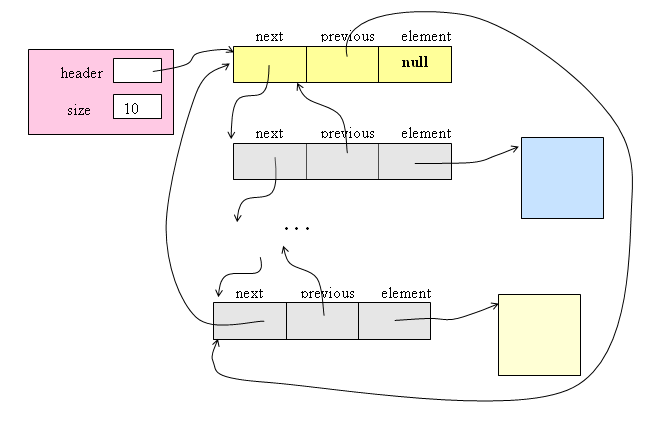 next previous element
header
null
size 10
next previous element
...
next previous element